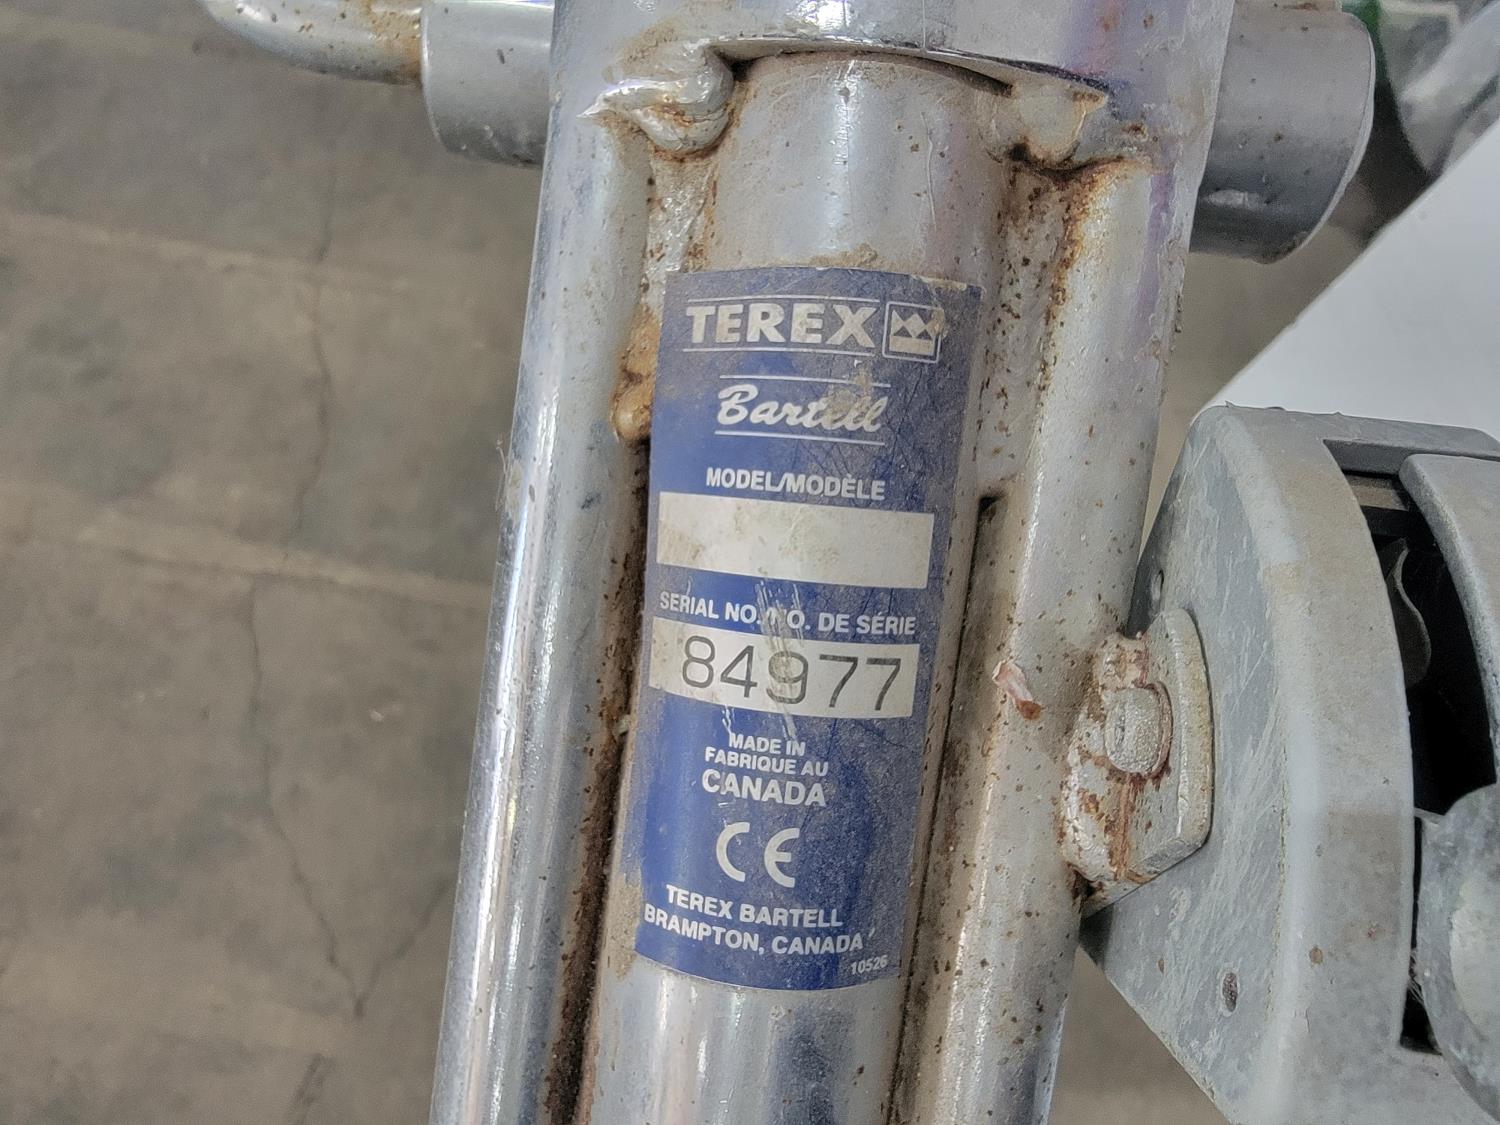 TEREX
Bartell
MODEL/MODÈLE
SERIAL NO./NO. DE SÉRIE
84977
MADE IN
FABRIQUE AU
CANADA
CE
TEREX BARTELL
BRAMPTON, CANADA
10526